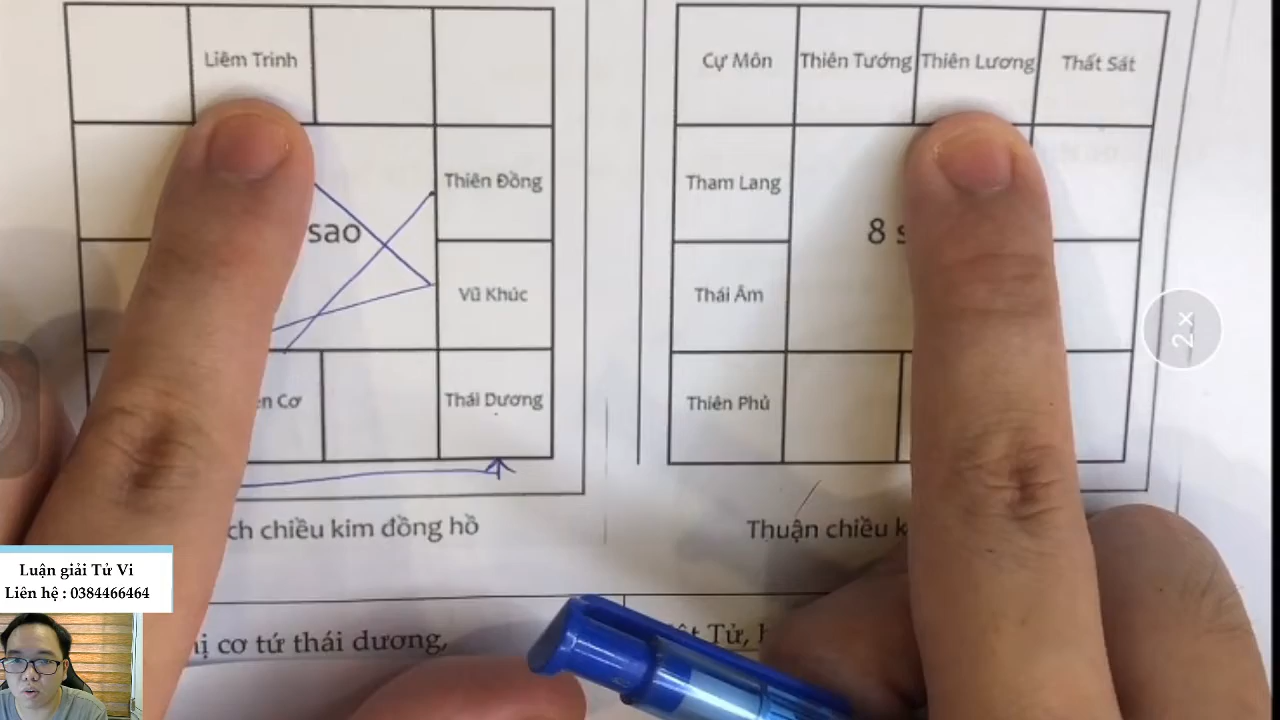 Liêm Trinh
Thiên Đồng
sao
Vũ Khúc
Thái Dương
Cự Môn
Thiên Tướng
Thiên Lương
Thất Sát
Tham Lang
8
Thái Âm
Thiên Phủ
chiều kim đồng hồ
Thuận chiều
cơ tứ thái dương,
Tử,
2×
Luận giải Tử Vi
Liên hệ : 0384466464